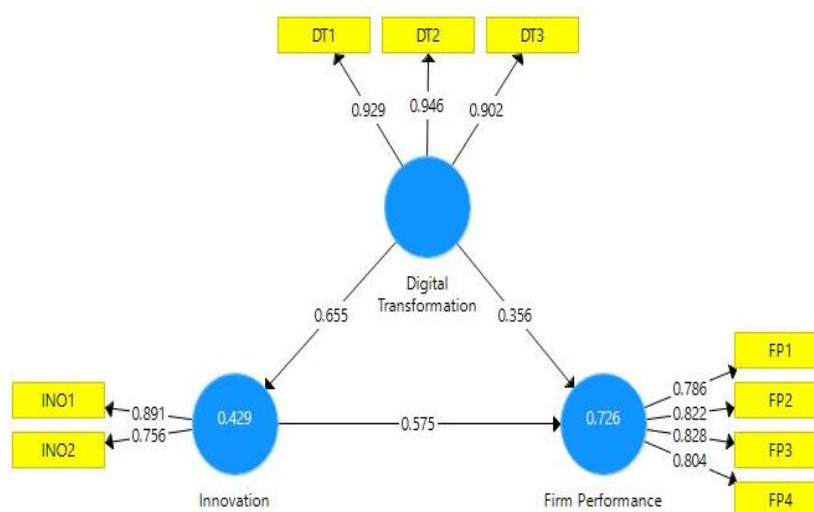 DT1 DT2 DT3
0.929 0.946 0.902
Digital
Transformation
0.655 0.356
FP1
0.786
INO1 0.891 0.429 0.575 0.726 0.822 FP2
INO2 0.756 0.828 FP3
0.804
Innovation Firm Performance FP4